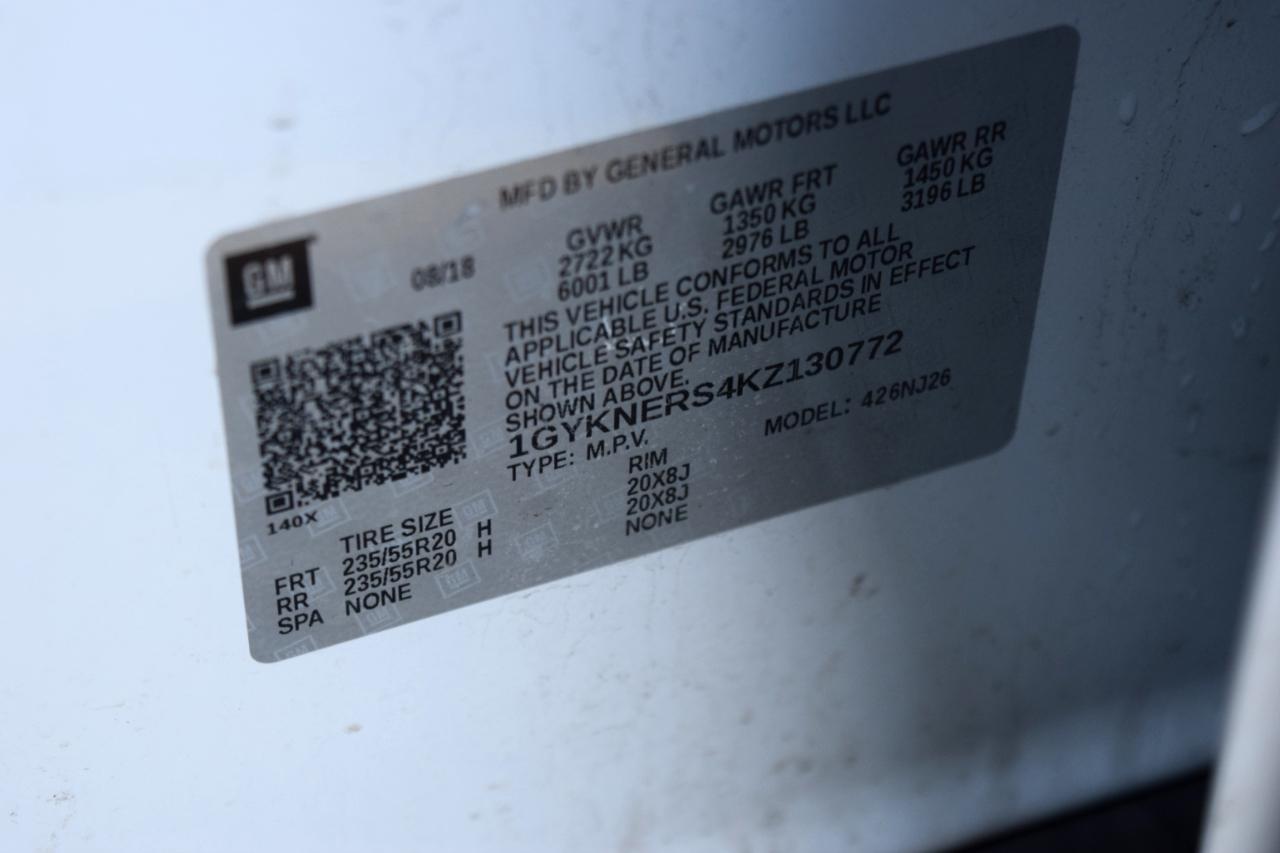 GM
MFD BY GENERAL MOTORS LLC
08/18
GVWR GAWR FRT GAWR RR
2722 KG 1350 KG 1450 KG
6001 LB 2976 LB 3196 LB
THIS VEHICLE CONFORMS TO ALL
APPLICABLE U.S. FEDERAL MOTOR
VEHICLE SAFETY STANDARDS IN EFFECT
ON THE DATE OF MANUFACTURE
SHOWN ABOVE.
1GYKNERS4KZ130772
TYPE: M.P.V. MODEL: 426NJ26
140X
TIRE SIZE RIM
FRT 235/55R20 H 20X8J
RR 235/55R20 H 20X8J
SPA NONE NONE